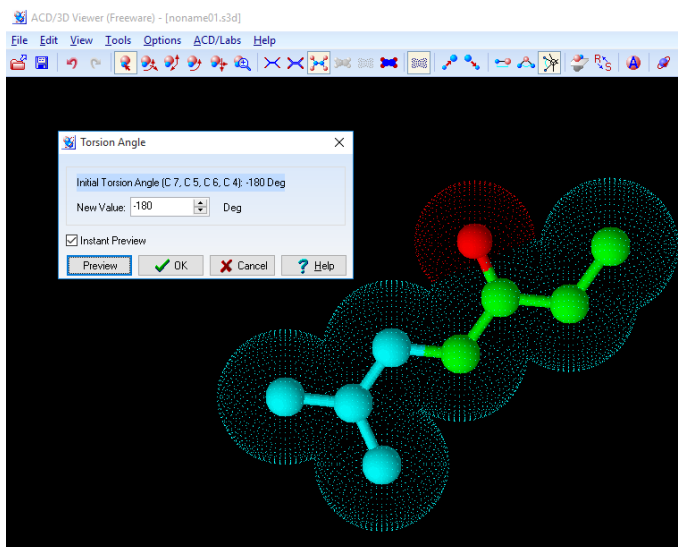 ACD/3D Viewer (Freeware) - [noname01.s3d]
File Edit View Tools Options ACD/Labs Help
R S A
Torsion Angle
Initial Torsion Angle (C 7, C 5, C 6, C 4): -180 Deg
New Value: -180 Deg
Instant Preview
Preview OK Cancel ? Help